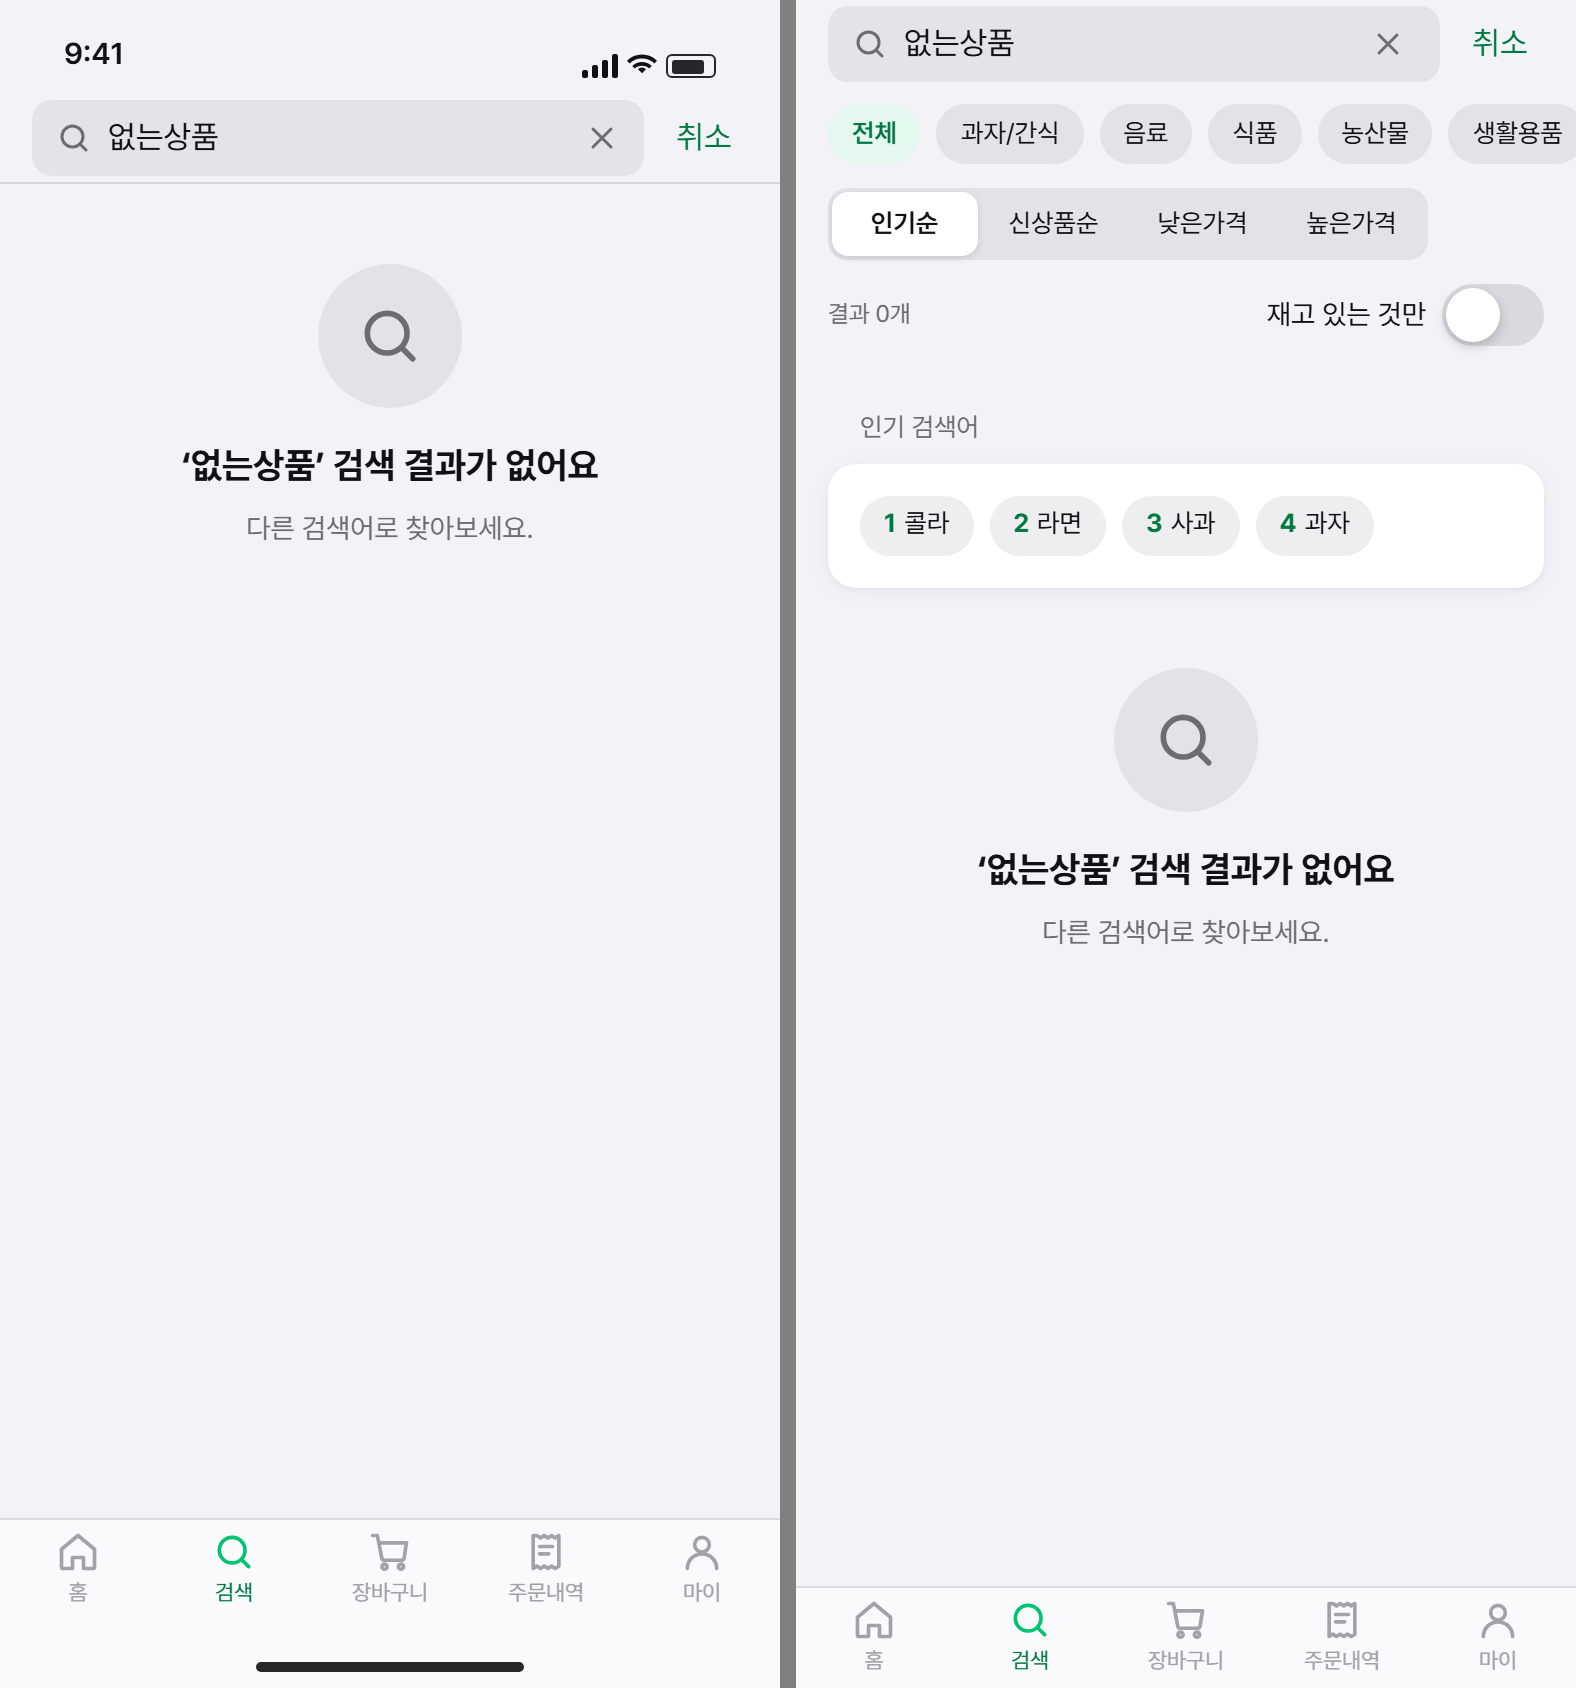 9:41
없는상품
취소
‘없는상품’ 검색 결과가 없어요
다른 검색어로 찾아보세요.
홈 검색 장바구니 주문내역 마이
없는상품
취소
전체 과자/간식 음료 식품 농산물 생활용품
인기순 신상품순 낮은가격 높은가격
결과 0개 재고 있는 것만
인기 검색어
1 콜라 2 라면 3 사과 4 과자
‘없는상품’ 검색 결과가 없어요
다른 검색어로 찾아보세요.
홈 검색 장바구니 주문내역 마이